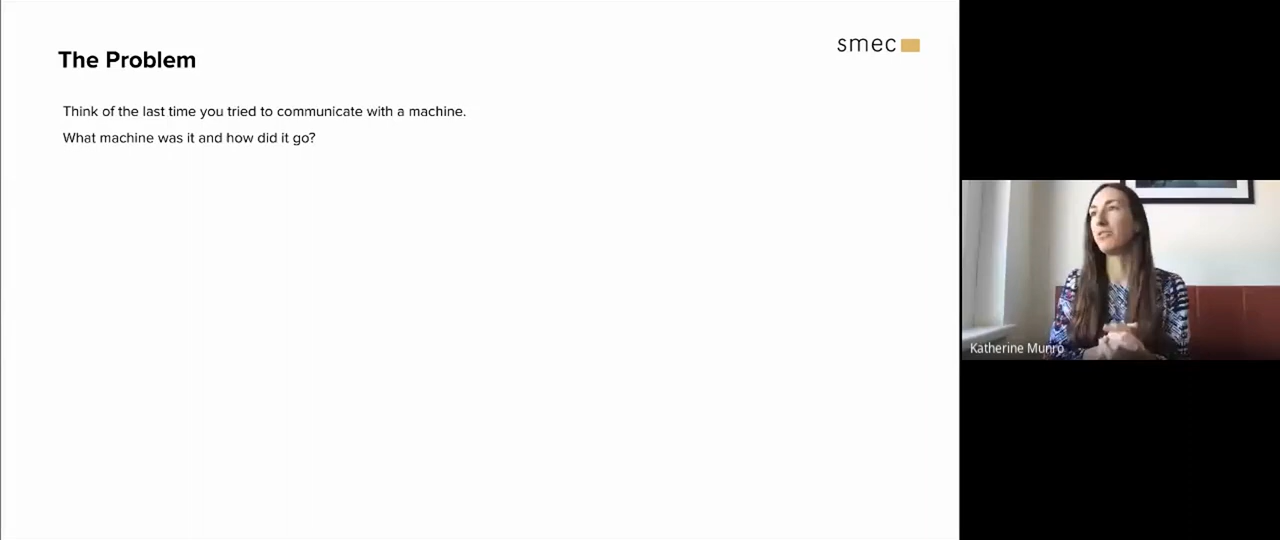 smec
The Problem
Think of the last time you tried to communicate with a machine.
What machine was it and how did it go?
Katherine Munro